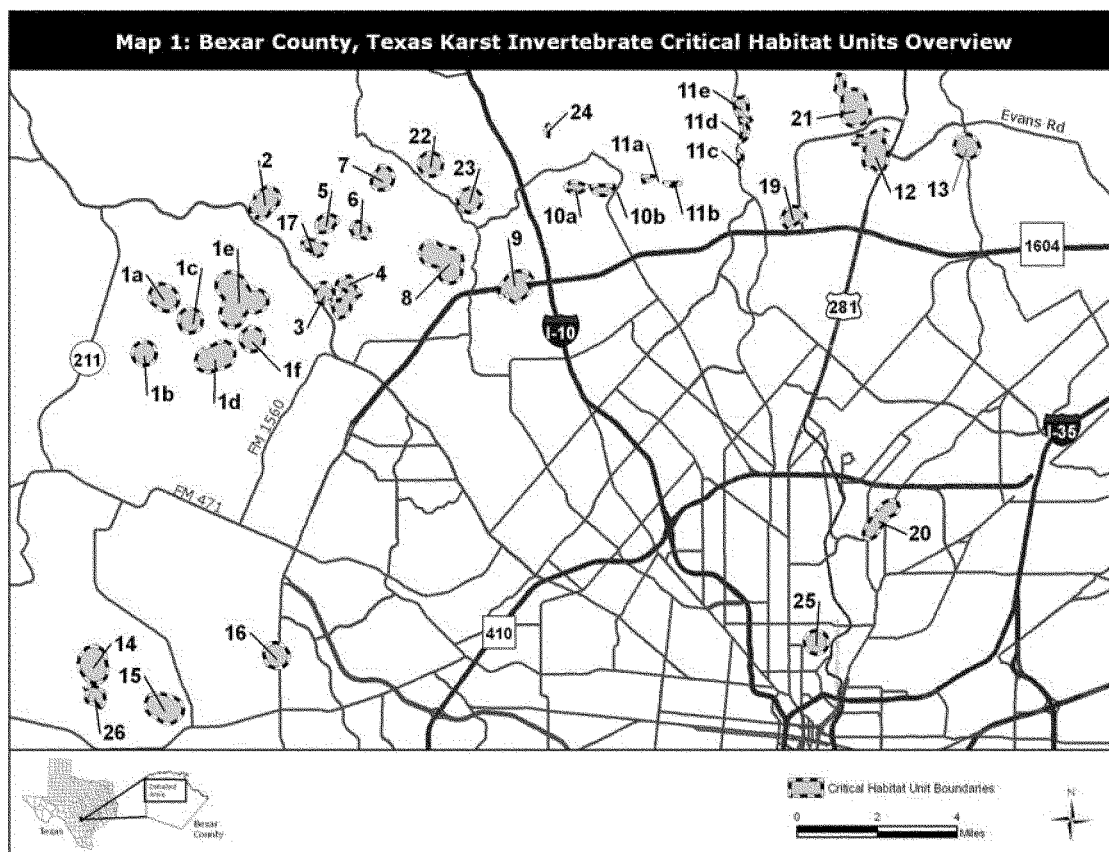 Map 1: Bexar County, Texas Karst Invertebrate Critical Habitat Units Overview
24
11e
11d
11c
21
Evans Rd
22
7
23
2
5
6
17
11a
11b
10a
10b
19
12
13
1604
1e
1a
1c
4
3
8
9
281
I-10
211
1b
1d
1f
FM 1560
I-35
FM 471
20
25
410
16
14
15
26
Texas
Detailed
Area
Bexar
County
Critical Habitat Unit Boundaries
0 2 4
Miles
N